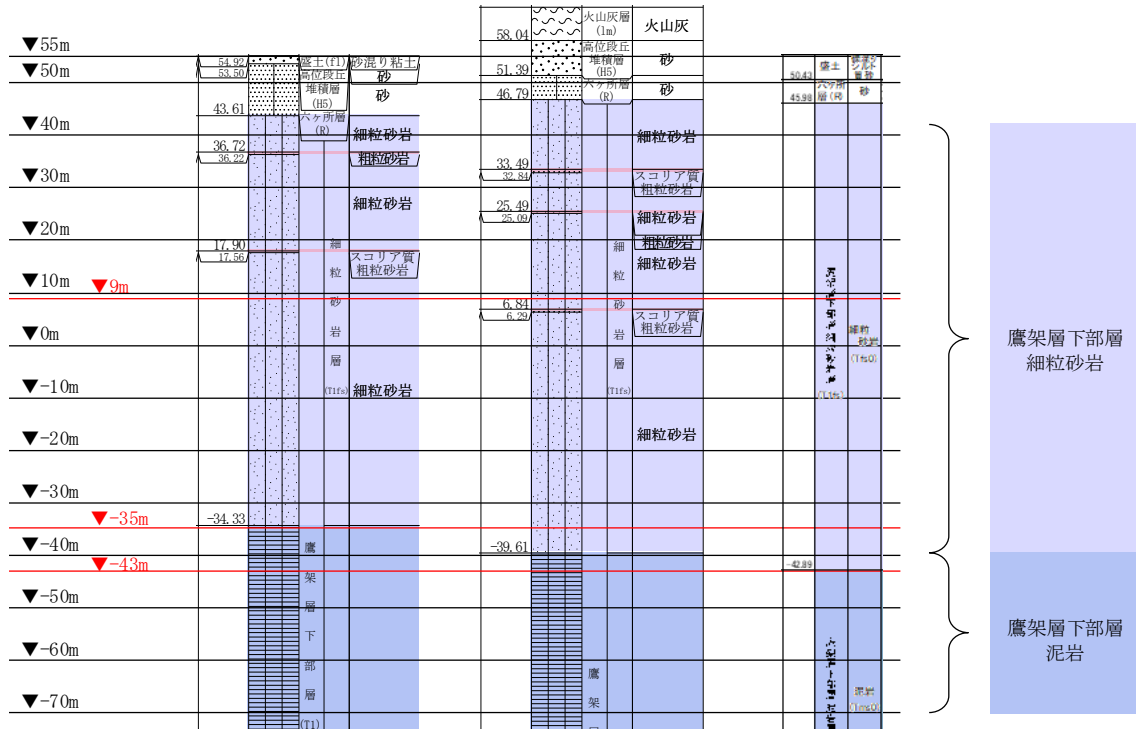 ▼55m
▼50m
▼40m
▼30m
▼20m
▼10m
▼9m
▼0m
▼-10m
▼-20m
▼-30m
▼-35m
▼-40m
▼-43m
▼-50m
▼-60m
▼-70m
54.92
53.50
43.61
36.72
36.22
17.90
17.56
-34.33
盛土(fl)
高位段丘
堆積層
(H5)
六ヶ所層
(R)
細粒砂岩層
(T1fs)
鷹架層下部層
(T1)
砂混り粘土
砂
砂
細粒砂岩
粗粒砂岩
細粒砂岩
スコリア質
粗粒砂岩
細粒砂岩
58.04
51.39
46.79
33.49
32.84
25.49
25.09
6.84
6.29
-39.61
火山灰層
(lm)
高位段丘
堆積層
(H5)
六ヶ所層
(R)
細粒砂岩層
(T1fs)
鷹架層
火山灰
砂
砂
細粒砂岩
スコリア質
粗粒砂岩
細粒砂岩
粗粒砂岩
細粒砂岩
スコリア質
粗粒砂岩
細粒砂岩
50.43
45.98
-42.89
盛土
六ヶ所
層(R)
砂
細粒
砂岩
泥岩
鷹架層下部層
細粒砂岩
鷹架層下部層
泥岩